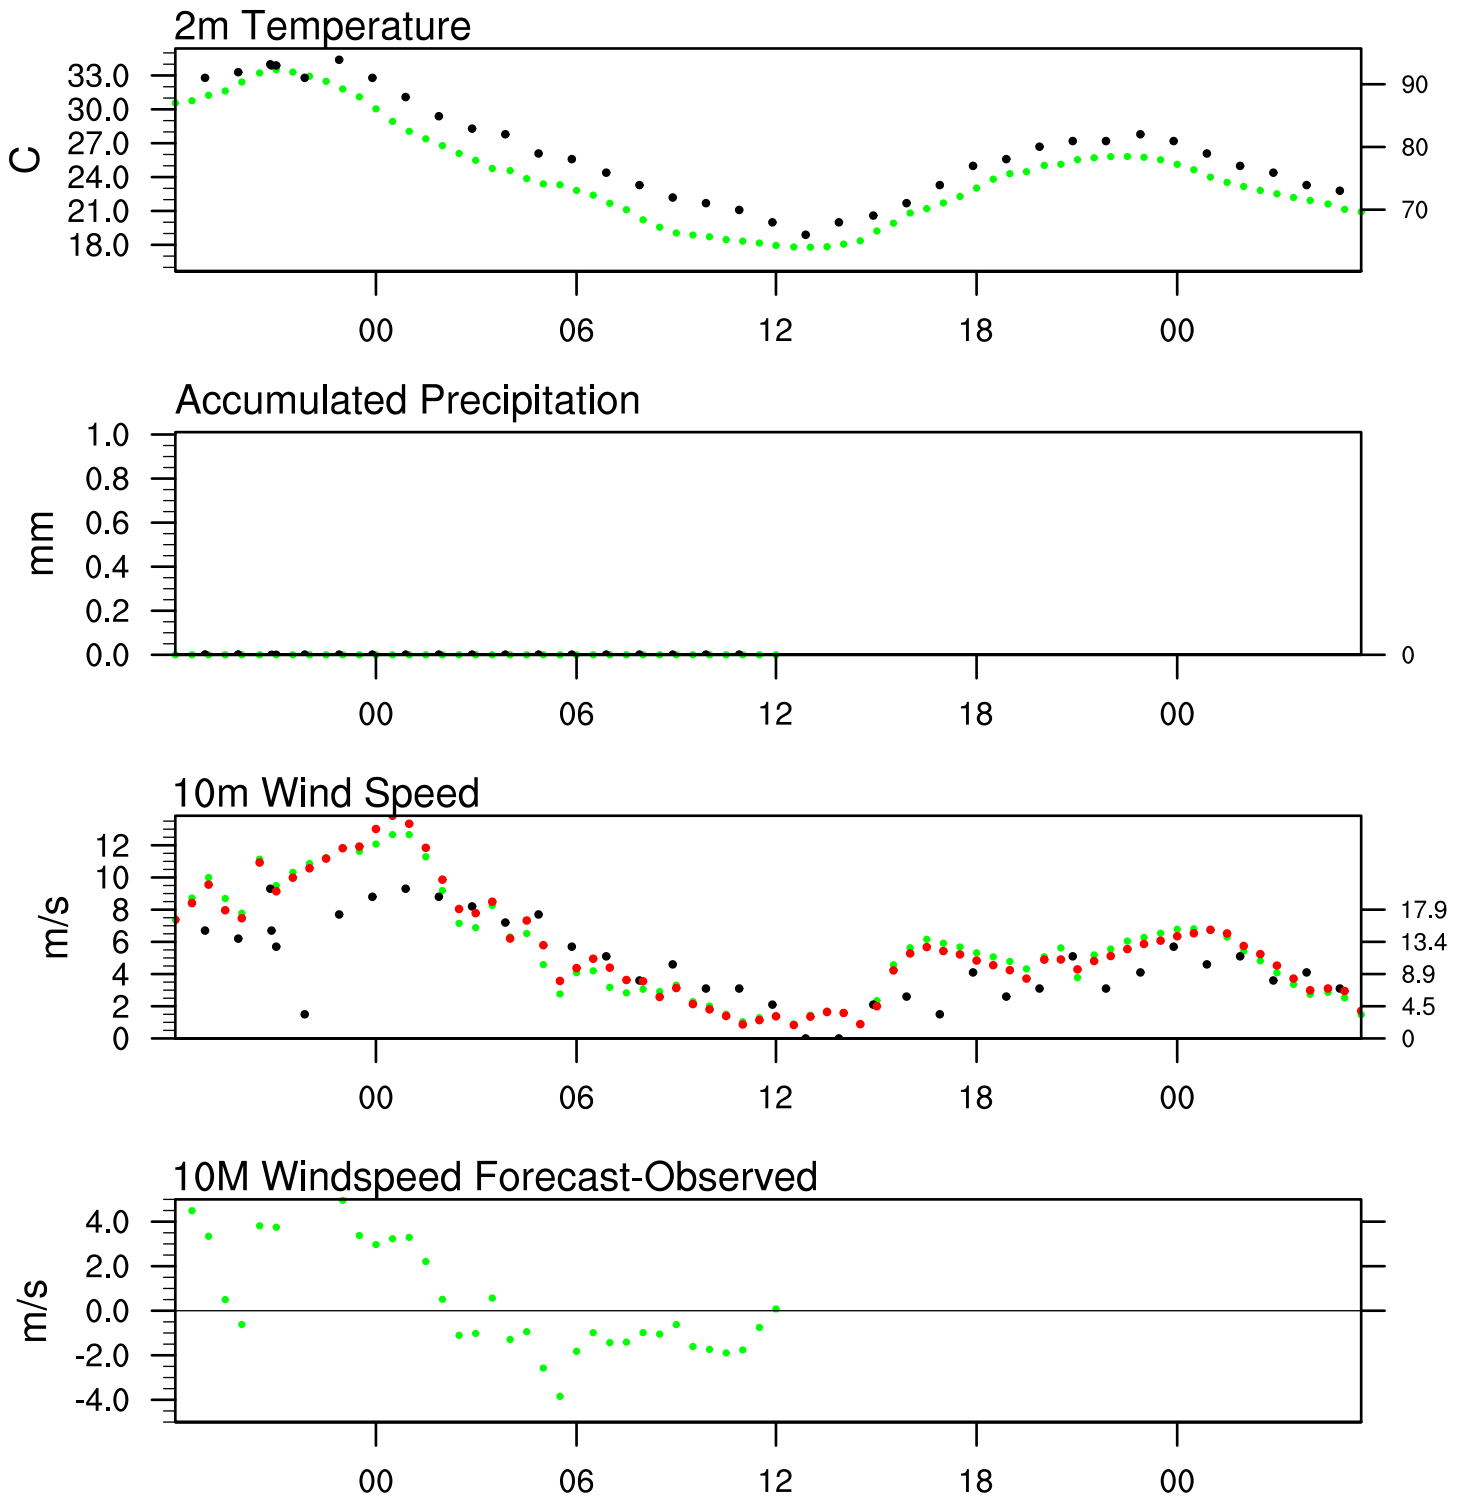 2m Temperature
33.0
30.0
27.0
24.0
21.0
18.0
C
90
80
70
00 06 12 18 00
Accumulated Precipitation
1.0
0.8
0.6
0.4
0.2
0.0
mm
0
00 06 12 18 00
10m Wind Speed
12
10
8
6
4
2
0
m/s
17.9
13.4
8.9
4.5
0
00 06 12 18 00
10M Windspeed Forecast-Observed
4.0
2.0
0.0
-2.0
-4.0
m/s
00 06 12 18 00